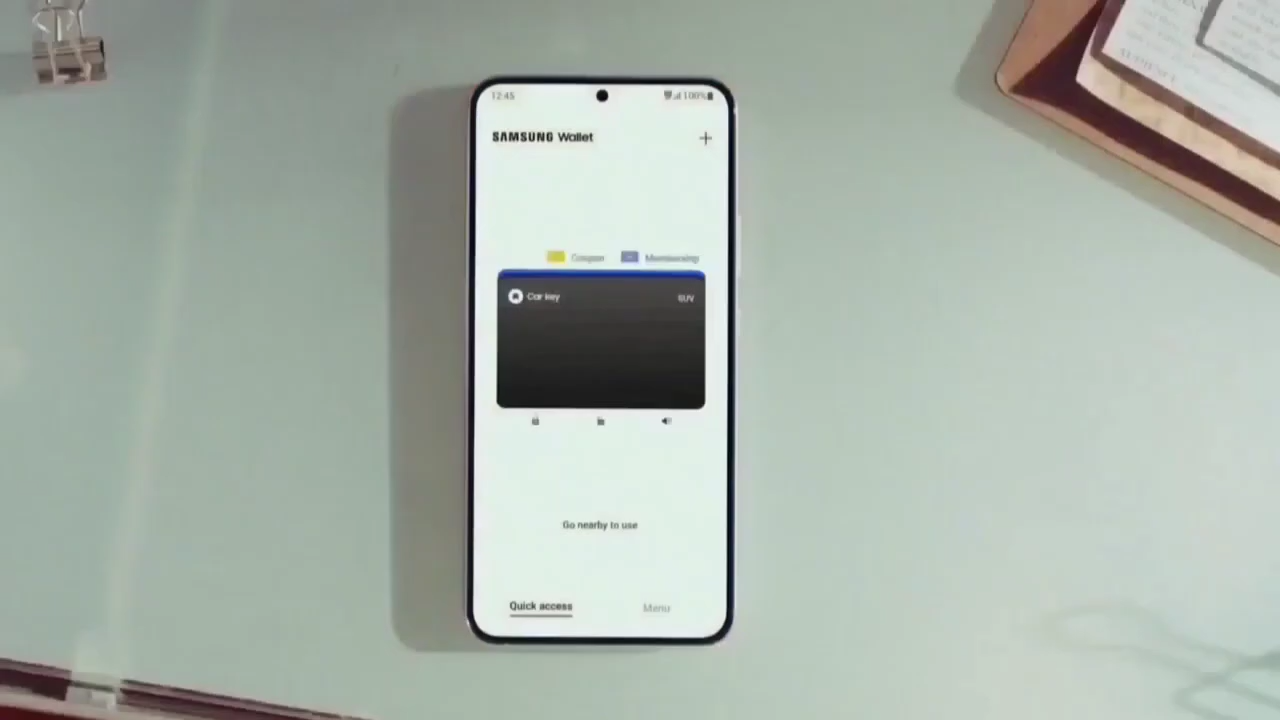 12:45
100%
SAMSUNG Wallet
+
Coupon Membership
Car key SUV
Go nearby to use
Quick access Menu